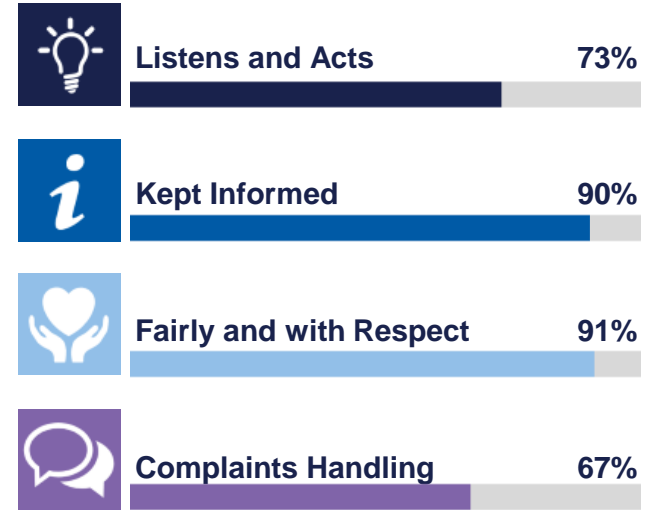 Listens and Acts 73%
Kept Informed 90%
Fairly and with Respect 91%
Complaints Handling 67%